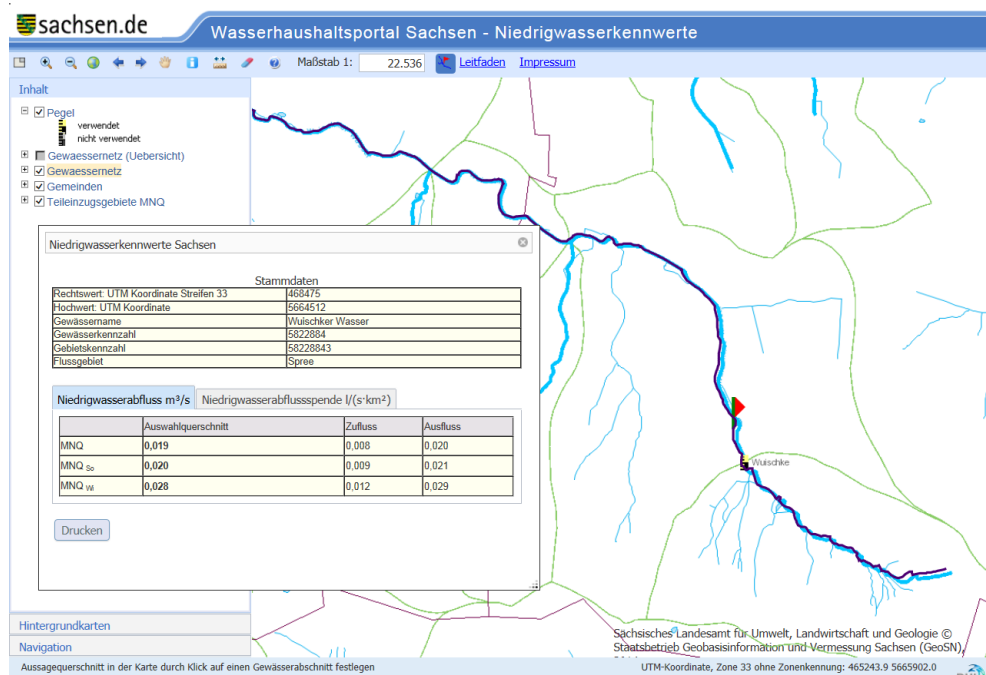 sachsen.de
Wasserhaushaltsportal Sachsen - Niedrigwasserkennwerte
Maßstab 1: 22.536 Leitfaden Impressum
Inhalt
Pegel
verwendet
nicht verwendet
Gewaessernetz (Uebersicht)
Gewaessernetz
Gemeinden
Teileinzugsgebiete MNQ
Niedrigwasserkennwerte Sachsen
Stammdaten
Rechtswert: UTM Koordinate Streifen 33 468475
Hochwert: UTM Koordinate 5664512
Gewässername Wuischker Wasser
Gewässerkennzahl 5822884
Gebietskennzahl 58228843
Flussgebiet Spree
Niedrigwasserabfluss m³/s Niedrigwasserabflussspende l/(s·km²)
Auswahlquerschnitt Zufluss Ausfluss
MNQ 0,019 0,008 0,020
MNQ So 0,020 0,009 0,021
MNQ Wi 0,028 0,012 0,029
Drucken
Wuischke
Hintergrundkarten
Navigation
Sächsisches Landesamt für Umwelt, Landwirtschaft und Geologie ©
Staatsbetrieb Geobasisinformation und Vermessung Sachsen (GeoSN),
Aussagequerschnitt in der Karte durch Klick auf einen Gewässerabschnitt festlegen
UTM-Koordinate, Zone 33 ohne Zonenkennung: 465243.9 5665902.0